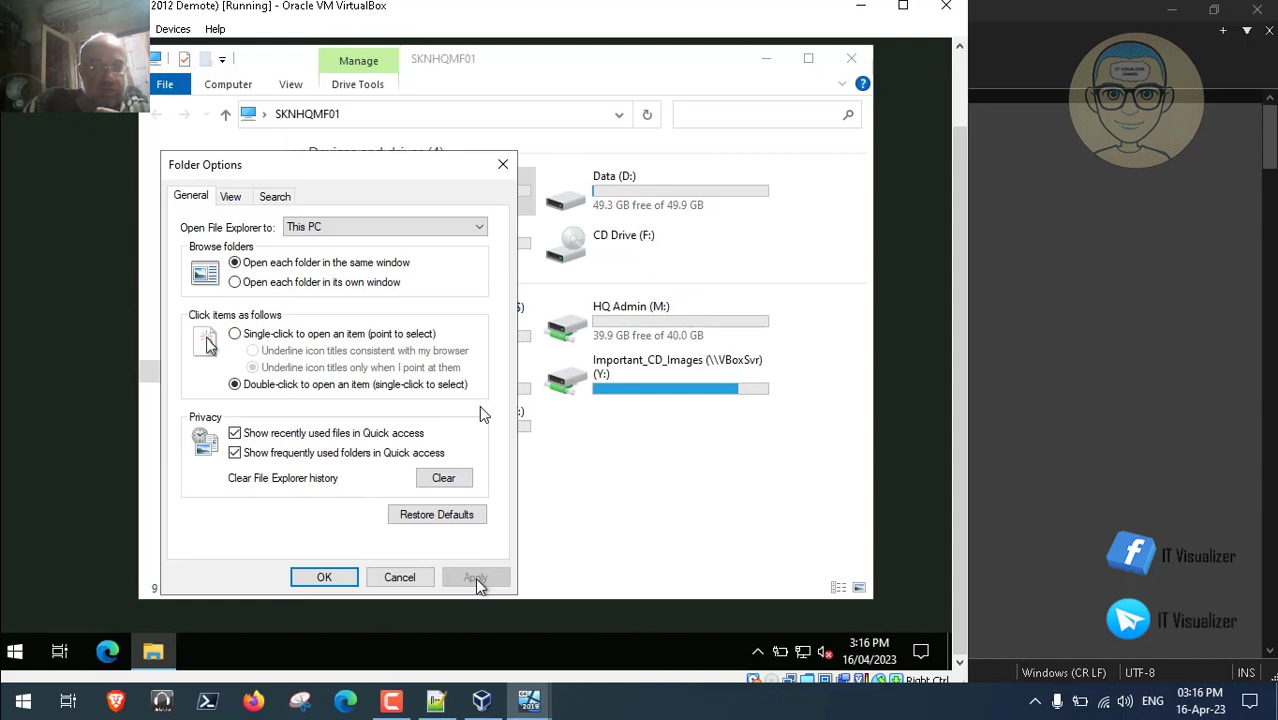 2012 Demote) [Running] - Oracle VM VirtualBox
Devices Help
Manage SKNHQMF01
File Computer View Drive Tools
SKNHQMF01
Folder Options
General View Search
Open File Explorer to: This PC
Browse folders
Open each folder in the same window
Open each folder in its own window
Click items as follows
Single-click to open an item (point to select)
Underline icon titles consistent with my browser
Underline icon titles only when I point at them
Double-click to open an item (single-click to select)
Privacy
Show recently used files in Quick access
Show frequently used folders in Quick access
Clear File Explorer history Clear
Restore Defaults
OK Cancel Apply
Data (D:)
49.3 GB free of 49.9 GB
CD Drive (F:)
HQ Admin (M:)
39.9 GB free of 40.0 GB
Important_CD_Images (\\VBoxSvr)
(Y:)
9
3:16 PM
16/04/2023
Right Ctrl
IT VISUALIZER
CHANNEL
IT Visualizer
IT Visualizer
Windows (CR LF) UTF-8 INS
ENG
03:16 PM
16-Apr-23
2019